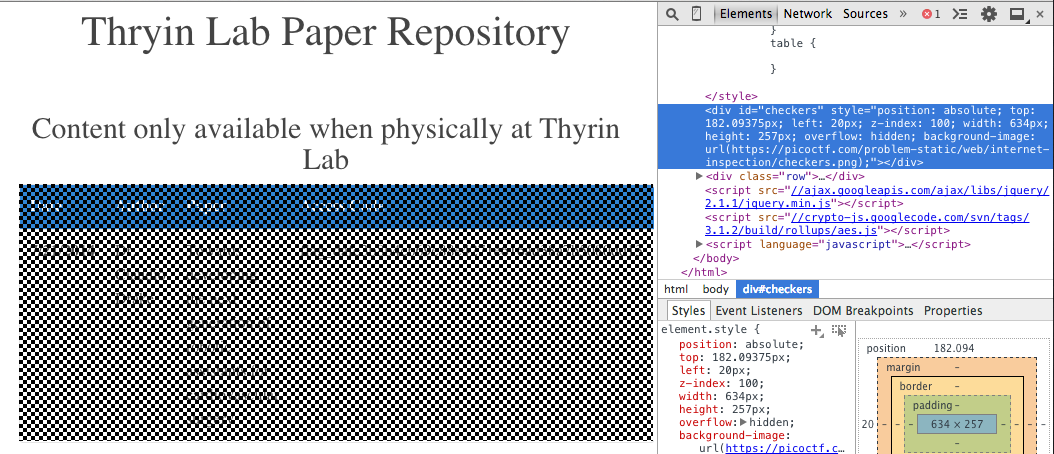 Thryin Lab Paper Repository
Content only available when physically at Thyrin
Lab
Elements Network Sources » 1
}
table {
}
</style>
<div id="checkers" style="position: absolute; top:
182.09375px; left: 20px; z-index: 100; width: 634px;
height: 257px; overflow: hidden; background-image:
url(https://picoctf.com/problem-static/web/internet-
inspection/checkers.png);"></div>
<div class="row">…</div>
<script src="//ajax.googleapis.com/ajax/libs/jquery/
2.1.1/jquery.min.js"></script>
<script src="//crypto-js.googlecode.com/svn/tags/
3.1.2/build/rollups/aes.js"></script>
<script language="javascript">…</script>
</body>
</html>
html body div#checkers
Styles Event Listeners DOM Breakpoints Properties
element.style {
position: absolute;
top: 182.09375px;
left: 20px;
z-index: 100;
width: 634px;
height: 257px;
overflow: hidden;
background-image:
url(https://picoctf.c…
position 182.094
margin -
border -
padding -
20 - - - 634 × 257 - - -
-